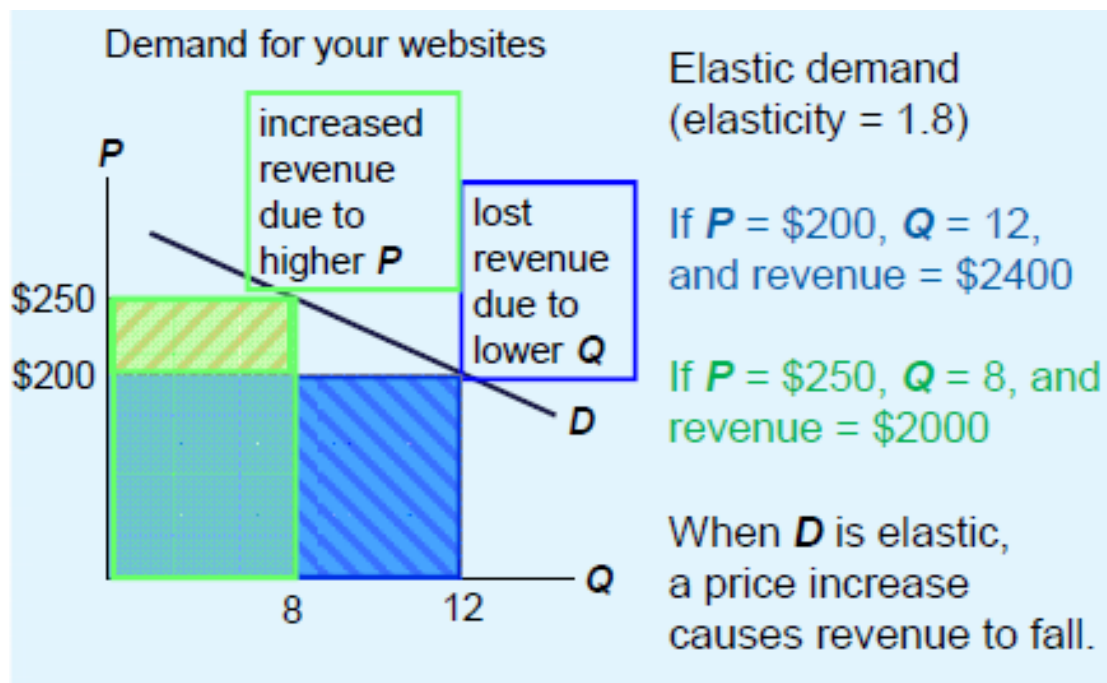 Demand for your websites
P
increased
revenue
due to
higher P
lost
revenue
due to
lower Q
$250
$200
D
Q
8
12
Elastic demand
(elasticity = 1.8)
If P = $200, Q = 12,
and revenue = $2400
If P = $250, Q = 8, and
revenue = $2000
When D is elastic,
a price increase
causes revenue to fall.